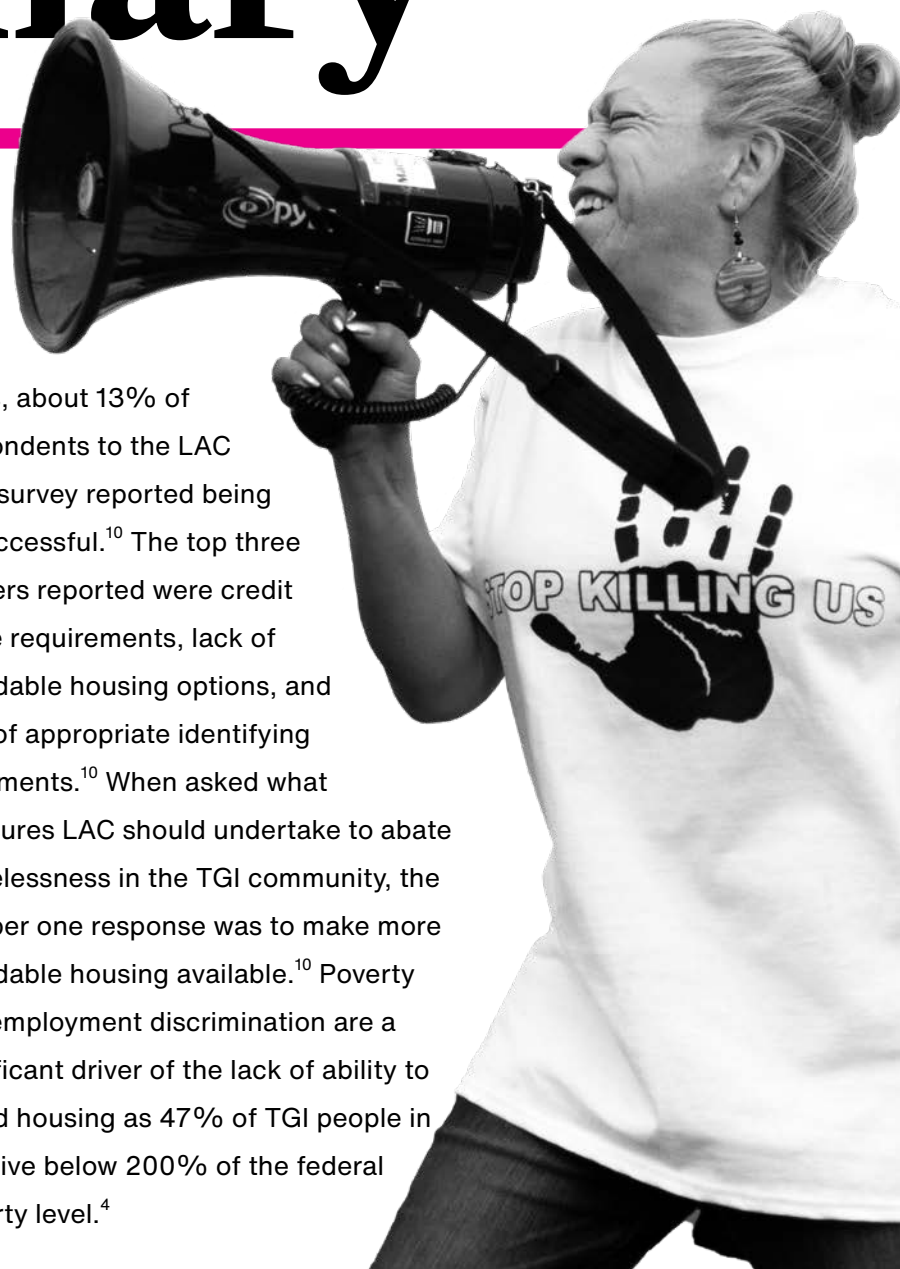 nary
, about 13% of
ondents to the LAC
survey reported being
ccessful.10 The top three
ers reported were credit
e requirements, lack of
dable housing options, and
of appropriate identifying
ments.10 When asked what
ures LAC should undertake to abate
elessness in the TGI community, the
ber one response was to make more
dable housing available.10 Poverty
employment discrimination are a
ficant driver of the lack of ability to
d housing as 47% of TGI people in
ive below 200% of the federal
rty level.4
TGI
STOP KILLING US